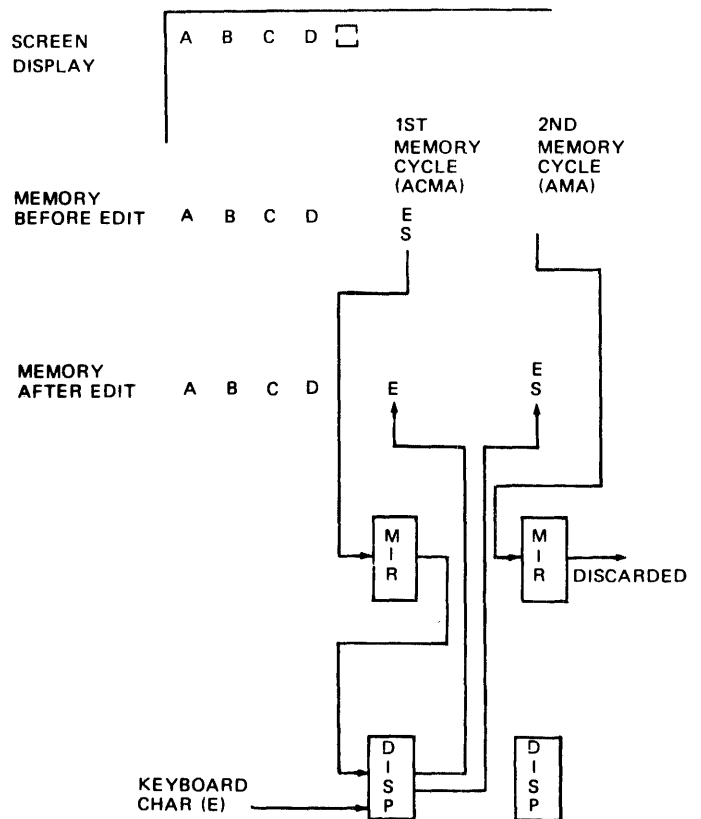 SCREEN
DISPLAY
A B C D
1ST
MEMORY
CYCLE
(ACMA)
2ND
MEMORY
CYCLE
(AMA)
MEMORY
BEFORE EDIT
A B C D
E
S
MEMORY
AFTER EDIT
A B C D E
E
S
M
I
R
M
I
R
DISCARDED
D
I
S
P
D
I
S
P
KEYBOARD
CHAR (E)